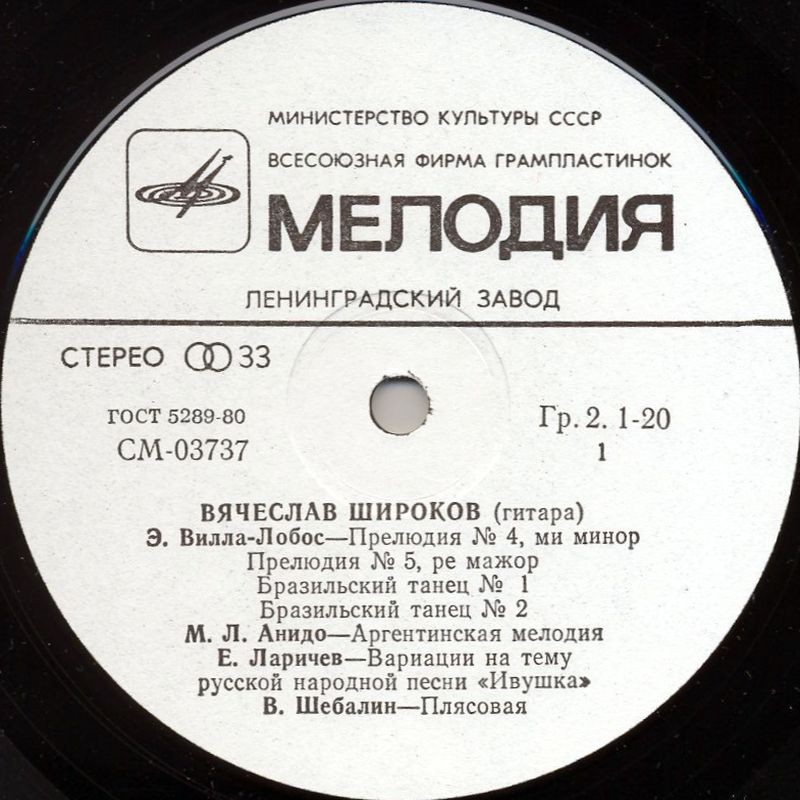 МИНИСТЕРСТВО КУЛЬТУРЫ СССР
ВСЕСОЮЗНАЯ ФИРМА ГРАМПЛАСТИНОК
МЕЛОДИЯ
ЛЕНИНГРАДСКИЙ ЗАВОД
СТЕРЕО 33
ГОСТ 5289-80
СМ-03737
Гр. 2. 1-20
1
ВЯЧЕСЛАВ ШИРОКОВ (гитара)
Э. Вилла-Лобос—Прелюдия № 4, ми минор
Прелюдия № 5, ре мажор
Бразильский танец № 1
Бразильский танец № 2
М. Л. Анидо—Аргентинская мелодия
Е. Ларичев—Вариации на тему
русской народной песни «Ивушка»
В. Шебалин—Плясовая